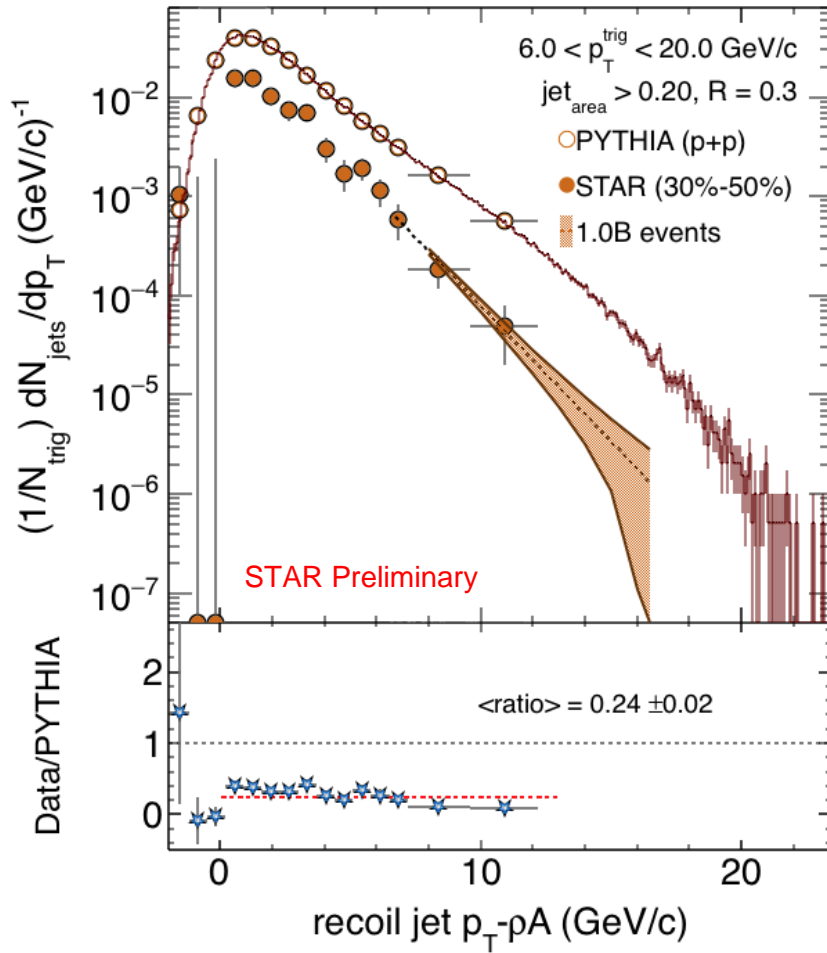 6.0 < p_T^trig < 20.0 GeV/c
jet_area > 0.20, R = 0.3
PYTHIA (p+p)
STAR (30%-50%)
1.0B events
(1/N_trig) dN_jets/dp_T (GeV/c)^-1
10^-2
10^-3
10^-4
10^-5
10^-6
10^-7
STAR Preliminary
Data/PYTHIA
2
1
0
<ratio> = 0.24 ±0.02
0 10 20
recoil jet p_T-ρA (GeV/c)